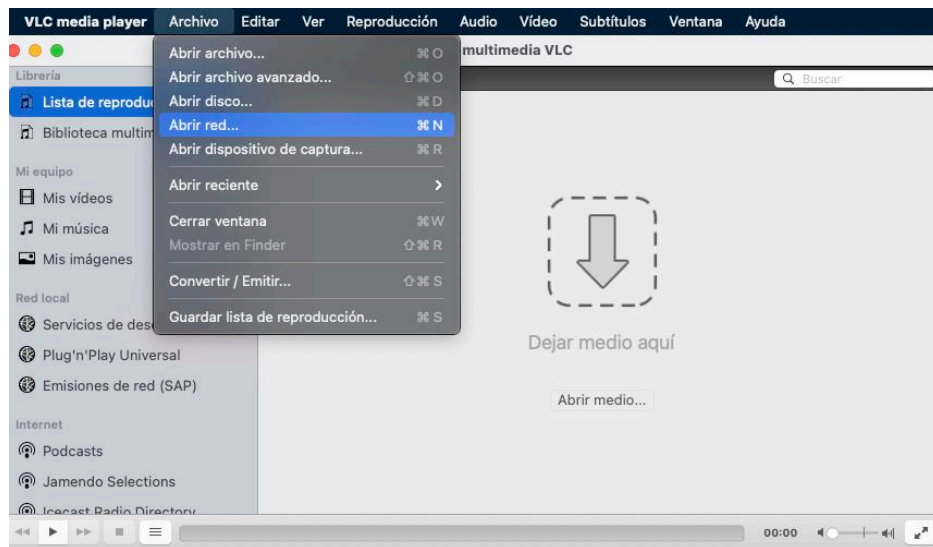 VLC media player Archivo Editar Ver Reproducción Audio Vídeo Subtítulos Ventana Ayuda
multimedia VLC
Abrir archivo... ⌘ O
Abrir archivo avanzado... ⇧ ⌘ O
Abrir disco... ⌘ D
Abrir red... ⌘ N
Abrir dispositivo de captura... ⌘ R
Abrir reciente
Cerrar ventana ⌘ W
Mostrar en Finder ⇧ ⌘ R
Convertir / Emitir... ⇧ ⌘ S
Guardar lista de reproducción... ⌘ S
Librería
Lista de reprodu
Biblioteca multim
Mi equipo
Mis vídeos
Mi música
Mis imágenes
Red local
Servicios de des
Plug'n'Play Universal
Emisiones de red (SAP)
Internet
Podcasts
Jamendo Selections
Icecast Radio Directory
Buscar
Dejar medio aquí
Abrir medio...
00:00